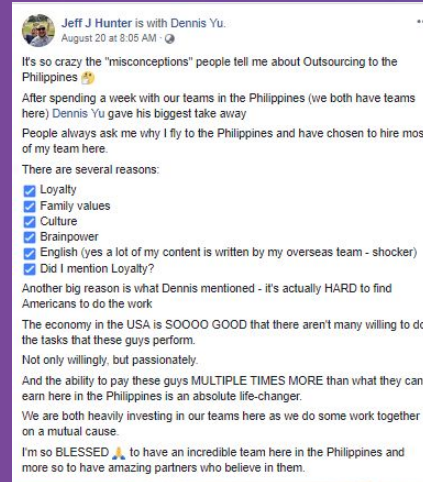 Jeff J Hunter is with Dennis Yu.
August 20 at 8:05 AM ·
It's so crazy the "misconceptions" people tell me about Outsourcing to the
Philippines 🤔
After spending a week with our teams in the Philippines (we both have teams
here) Dennis Yu gave his biggest take away
People always ask me why I fly to the Philippines and have chosen to hire mos
of my team here.
There are several reasons:
☑ Loyalty
☑ Family values
☑ Culture
☑ Brainpower
☑ English (yes a lot of my content is written by my overseas team - shocker)
☑ Did I mention Loyalty?
Another big reason is what Dennis mentioned - it's actually HARD to find
Americans to do the work
The economy in the USA is SOOOO GOOD that there aren't many willing to do
the tasks that these guys perform.
Not only willingly, but passionately.
And the ability to pay these guys MULTIPLE TIMES MORE than what they can
earn here in the Philippines is an absolute life-changer.
We are both heavily investing in our teams here as we do some work together
on a mutual cause.
I'm so BLESSED 🙏 to have an incredible team here in the Philippines and
more so to have amazing partners who believe in them.